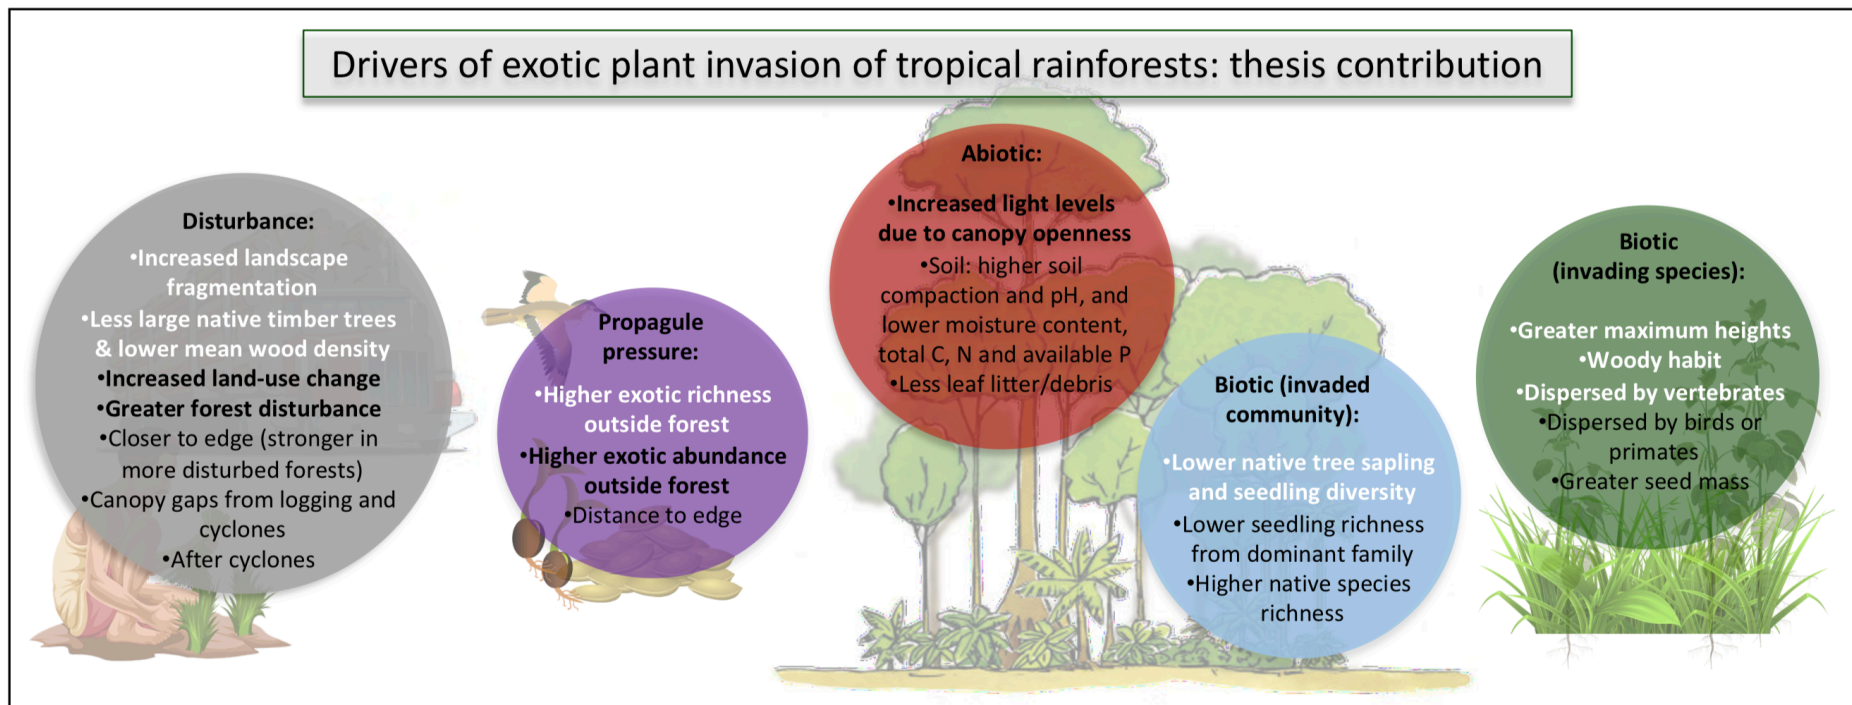 Drivers of exotic plant invasion of tropical rainforests: thesis contribution
Disturbance:
•Increased landscape
fragmentation
•Less large native timber trees
& lower mean wood density
•Increased land-use change
•Greater forest disturbance
•Closer to edge (stronger in
more disturbed forests)
•Canopy gaps from logging and
cyclones
•After cyclones
Propagule
pressure:
•Higher exotic richness
outside forest
•Higher exotic abundance
outside forest
•Distance to edge
Abiotic:
•Increased light levels
due to canopy openness
•Soil: higher soil
compaction and pH, and
lower moisture content,
total C, N and available P
•Less leaf litter/debris
Biotic (invaded
community):
•Lower native tree sapling
and seedling diversity
•Lower seedling richness
from dominant family
•Higher native species
richness
Biotic
(invading species):
•Greater maximum heights
•Woody habit
•Dispersed by vertebrates
•Dispersed by birds or
primates
•Greater seed mass